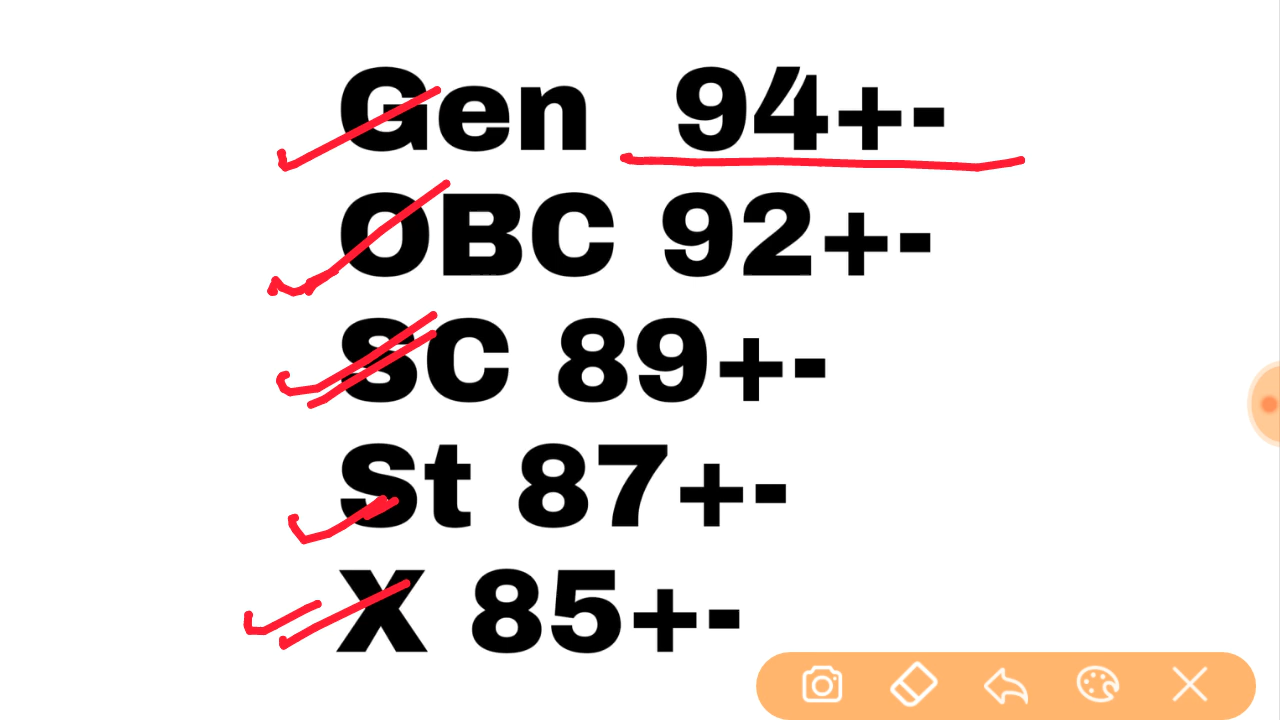 Gen 94+-
OBC 92+-
SC 89+-
St 87+-
X 85+-